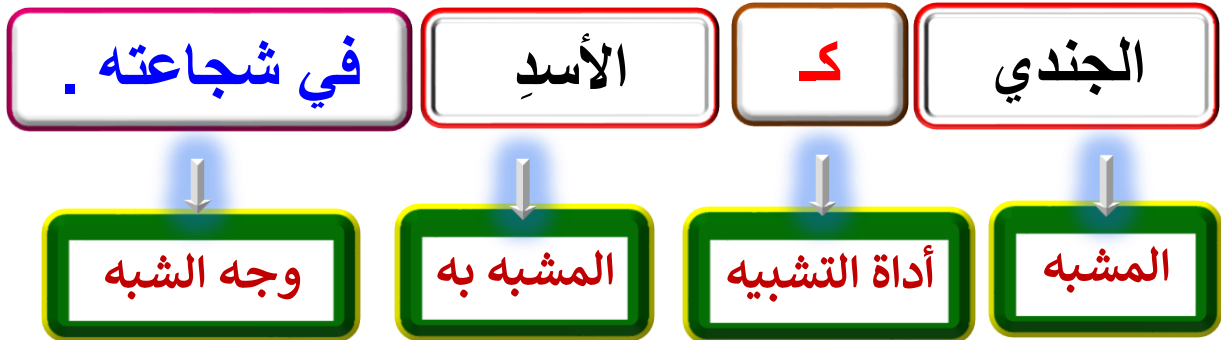 الجندي كـ الأسدِ في شجاعته .
المشبه أداة التشبيه المشبه به وجه الشبه